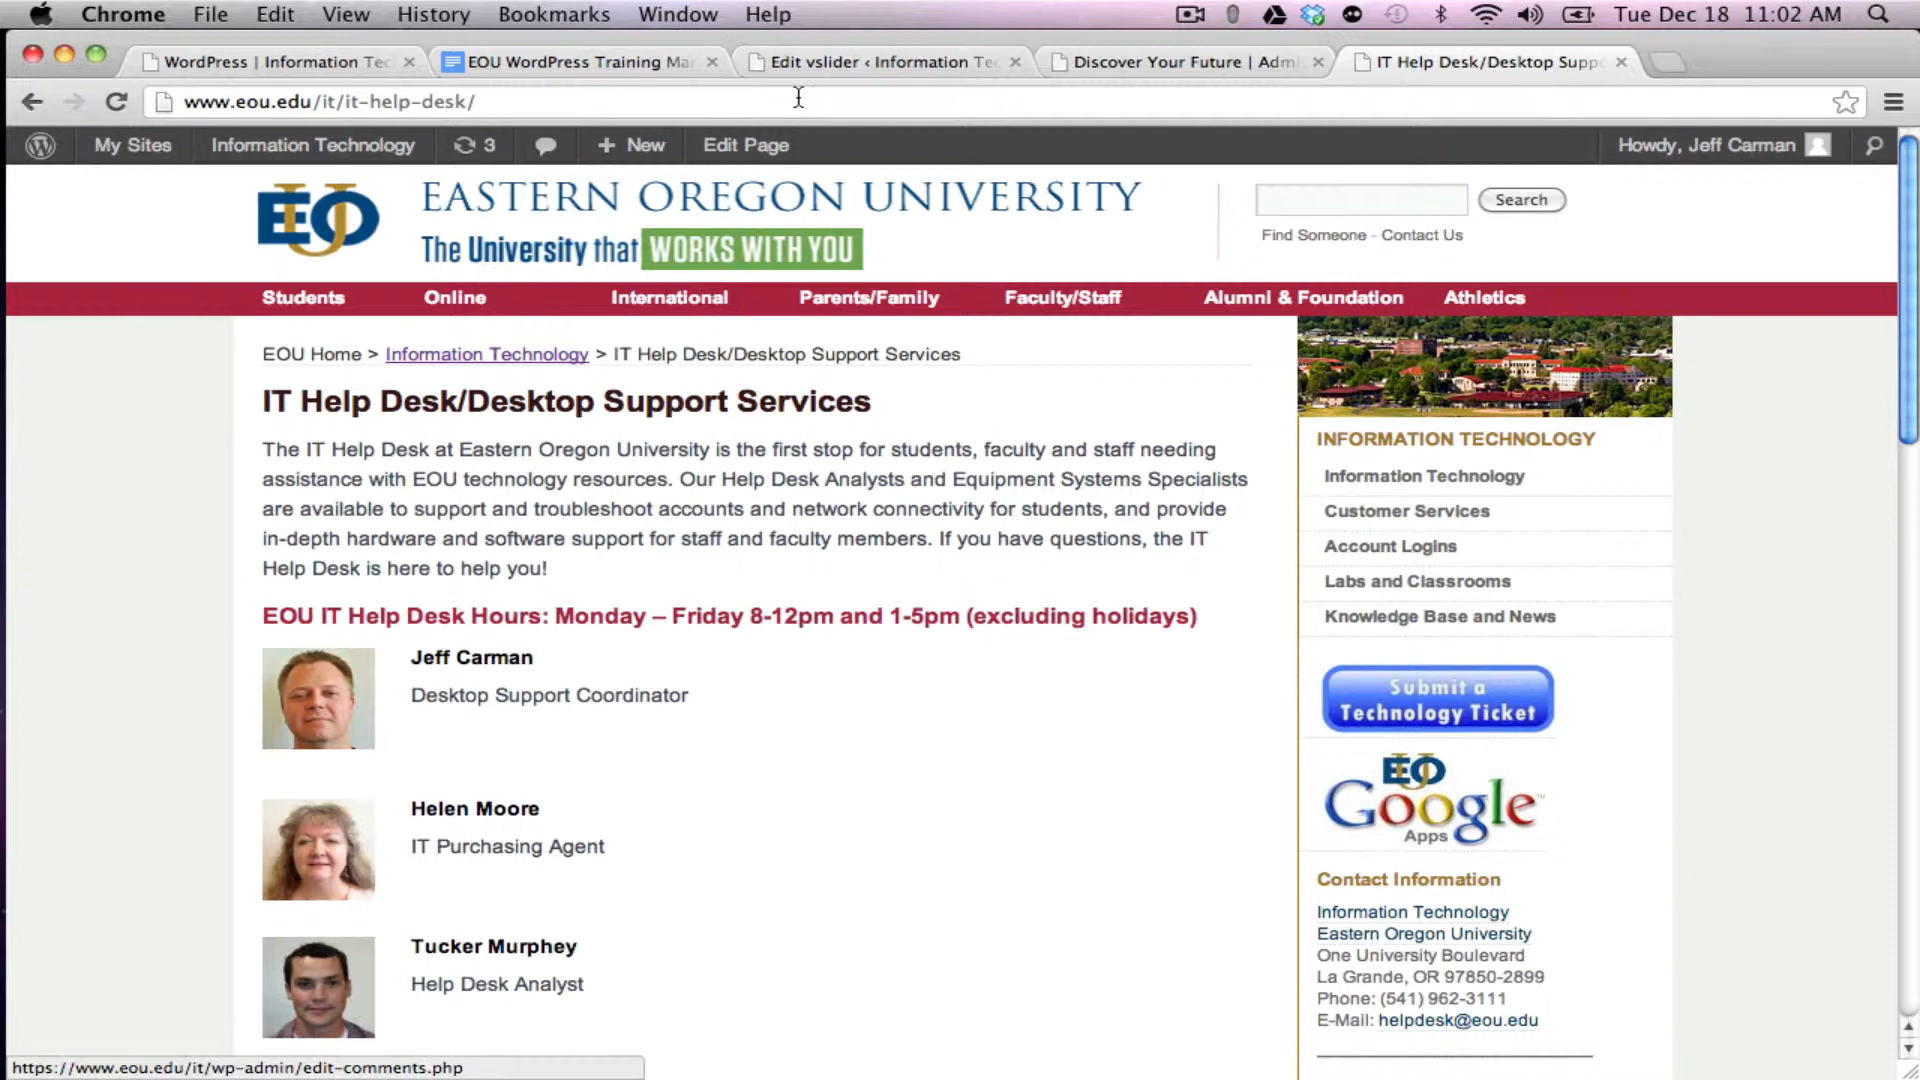 Chrome File Edit View History Bookmarks Window Help Tue Dec 18 11:02 AM
WordPress | Information Tec EOU WordPress Training Mar Edit vslider ‹ Information Te Discover Your Future | Admi IT Help Desk/Desktop Suppo
www.eou.edu/it/it-help-desk/
My Sites Information Technology 3 + New Edit Page Howdy, Jeff Carman
EOU EASTERN OREGON UNIVERSITY
The University that WORKS WITH YOU
Search
Find Someone - Contact Us
Students Online International Parents/Family Faculty/Staff Alumni & Foundation Athletics
EOU Home > Information Technology > IT Help Desk/Desktop Support Services
IT Help Desk/Desktop Support Services
The IT Help Desk at Eastern Oregon University is the first stop for students, faculty and staff needing
assistance with EOU technology resources. Our Help Desk Analysts and Equipment Systems Specialists
are available to support and troubleshoot accounts and network connectivity for students, and provide
in-depth hardware and software support for staff and faculty members. If you have questions, the IT
Help Desk is here to help you!
EOU IT Help Desk Hours: Monday – Friday 8-12pm and 1-5pm (excluding holidays)
Jeff Carman
Desktop Support Coordinator
Helen Moore
IT Purchasing Agent
Tucker Murphey
Help Desk Analyst
INFORMATION TECHNOLOGY
Information Technology
Customer Services
Account Logins
Labs and Classrooms
Knowledge Base and News
Submit a
Technology Ticket
EOU
Google™
Apps
Contact Information
Information Technology
Eastern Oregon University
One University Boulevard
La Grande, OR 97850-2899
Phone: (541) 962-3111
E-Mail: helpdesk@eou.edu
https://www.eou.edu/it/wp-admin/edit-comments.php